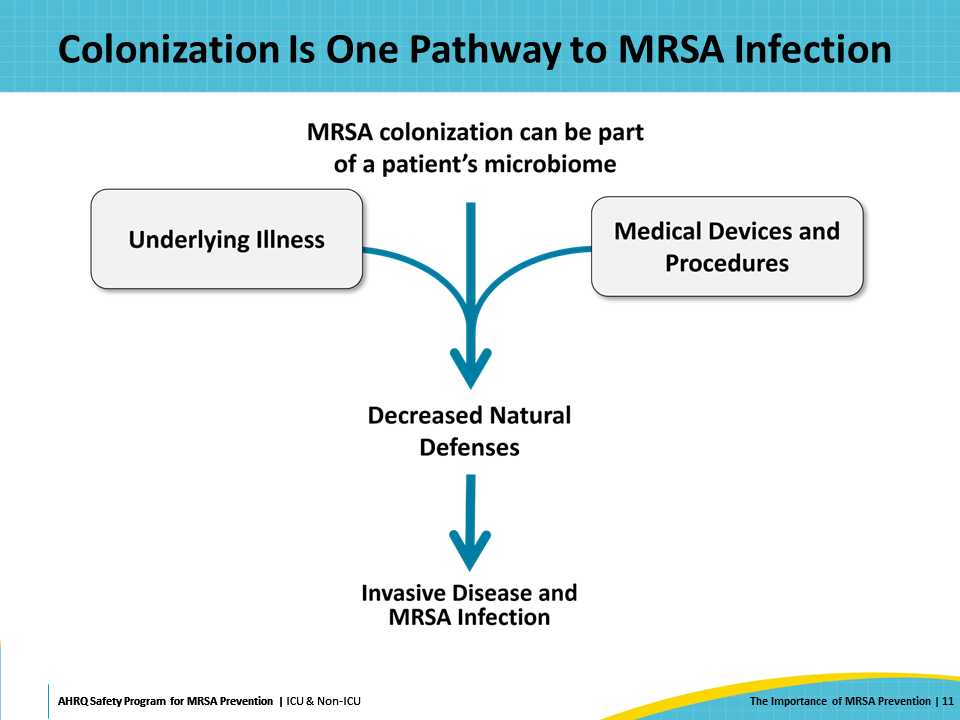 Colonization Is One Pathway to MRSA Infection
MRSA colonization can be part
of a patient’s microbiome
Underlying Illness
Medical Devices and
Procedures
Decreased Natural
Defenses
Invasive Disease and
MRSA Infection
AHRQ Safety Program for MRSA Prevention | ICU & Non-ICU
The Importance of MRSA Prevention | 11